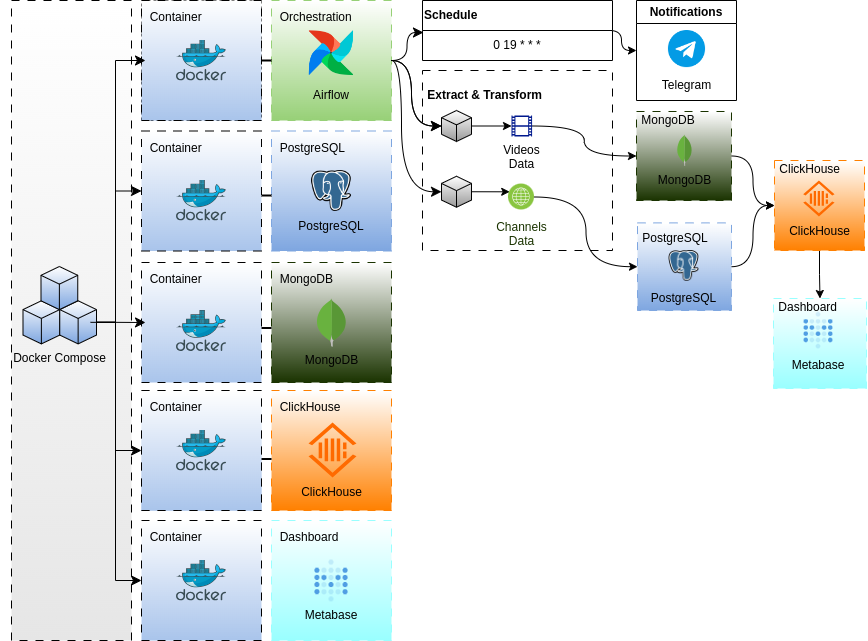 Docker Compose
Container
docker
Orchestration
Airflow
Container
docker
PostgreSQL
PostgreSQL
Container
docker
MongoDB
MongoDB
Container
docker
ClickHouse
ClickHouse
Container
docker
Dashboard
Metabase
Schedule
0 19 * * *
Notifications
Telegram
Extract & Transform
Videos
Data
Channels
Data
MongoDB
MongoDB
PostgreSQL
PostgreSQL
ClickHouse
ClickHouse
Dashboard
Metabase